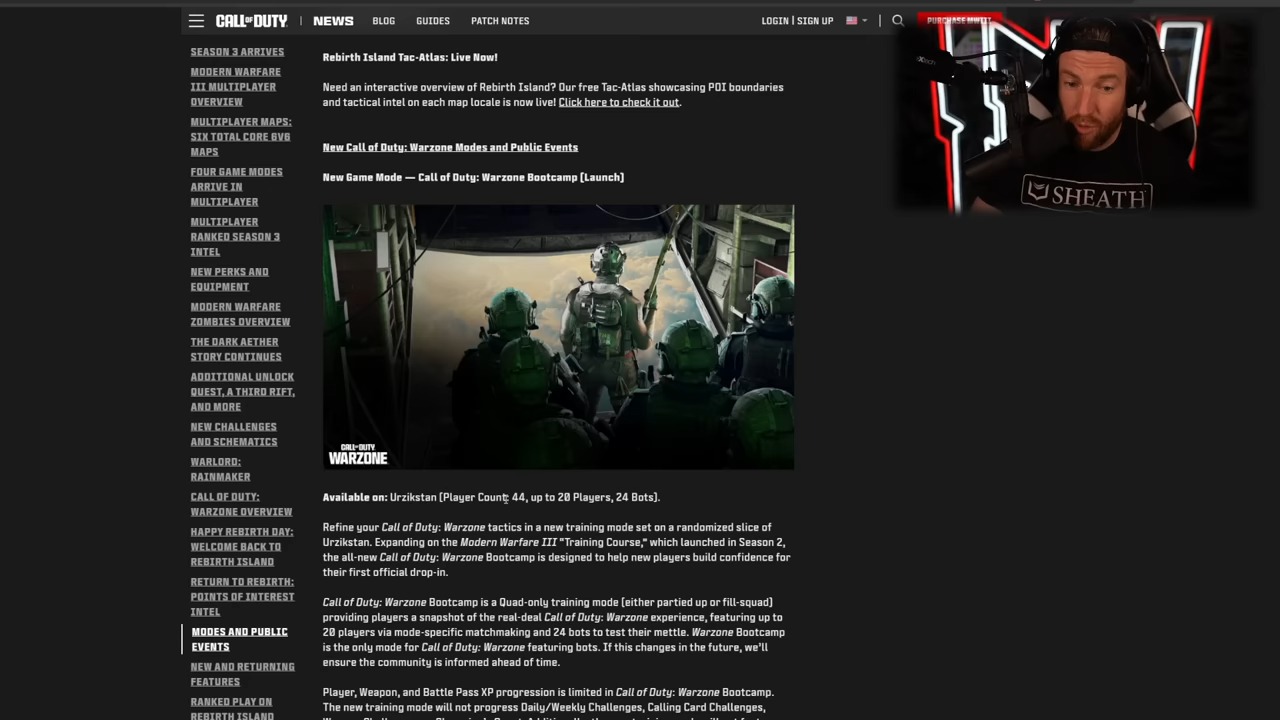 CALL OF DUTY
NEWS
BLOG
GUIDES
PATCH NOTES
LOGIN | SIGN UP
PURCHASE MWIII
SEASON 3 ARRIVES
MODERN WARFARE
III MULTIPLAYER
OVERVIEW
MULTIPLAYER MAPS:
SIX TOTAL CORE 6V6
MAPS
FOUR GAME MODES
ARRIVE IN
MULTIPLAYER
MULTIPLAYER
RANKED SEASON 3
INTEL
NEW PERKS AND
EQUIPMENT
MODERN WARFARE
ZOMBIES OVERVIEW
THE DARK AETHER
STORY CONTINUES
ADDITIONAL UNLOCK
QUEST, A THIRD RIFT,
AND MORE
NEW CHALLENGES
AND SCHEMATICS
WARLORD:
RAINMAKER
CALL OF DUTY:
WARZONE OVERVIEW
HAPPY REBIRTH DAY:
WELCOME BACK TO
REBIRTH ISLAND
RETURN TO REBIRTH:
POINTS OF INTEREST
INTEL
MODES AND PUBLIC
EVENTS
NEW AND RETURNING
FEATURES
RANKED PLAY ON
REBIRTH ISLAND
Rebirth Island Tac-Atlas: Live Now!
Need an interactive overview of Rebirth Island? Our free Tac-Atlas showcasing POI boundaries
and tactical intel on each map locale is now live! Click here to check it out.
New Call of Duty: Warzone Modes and Public Events
New Game Mode — Call of Duty: Warzone Bootcamp [Launch]
CALL OF DUTY
WARZONE
Available on: Urzikstan [Player Count: 44, up to 20 Players, 24 Bots].
Refine your Call of Duty: Warzone tactics in a new training mode set on a randomized slice of
Urzikstan. Expanding on the Modern Warfare III "Training Course," which launched in Season 2,
the all-new Call of Duty: Warzone Bootcamp is designed to help new players build confidence for
their first official drop-in.
Call of Duty: Warzone Bootcamp is a Quad-only training mode [either partied up or fill-squad]
providing players a snapshot of the real-deal Call of Duty: Warzone experience, featuring up to
20 players via mode-specific matchmaking and 24 bots to test their mettle. Warzone Bootcamp
is the only mode for Call of Duty: Warzone featuring bots. If this changes in the future, we'll
ensure the community is informed ahead of time.
Player, Weapon, and Battle Pass XP progression is limited in Call of Duty: Warzone Bootcamp.
The new training mode will not progress Daily/Weekly Challenges, Calling Card Challenges,
SHEATH